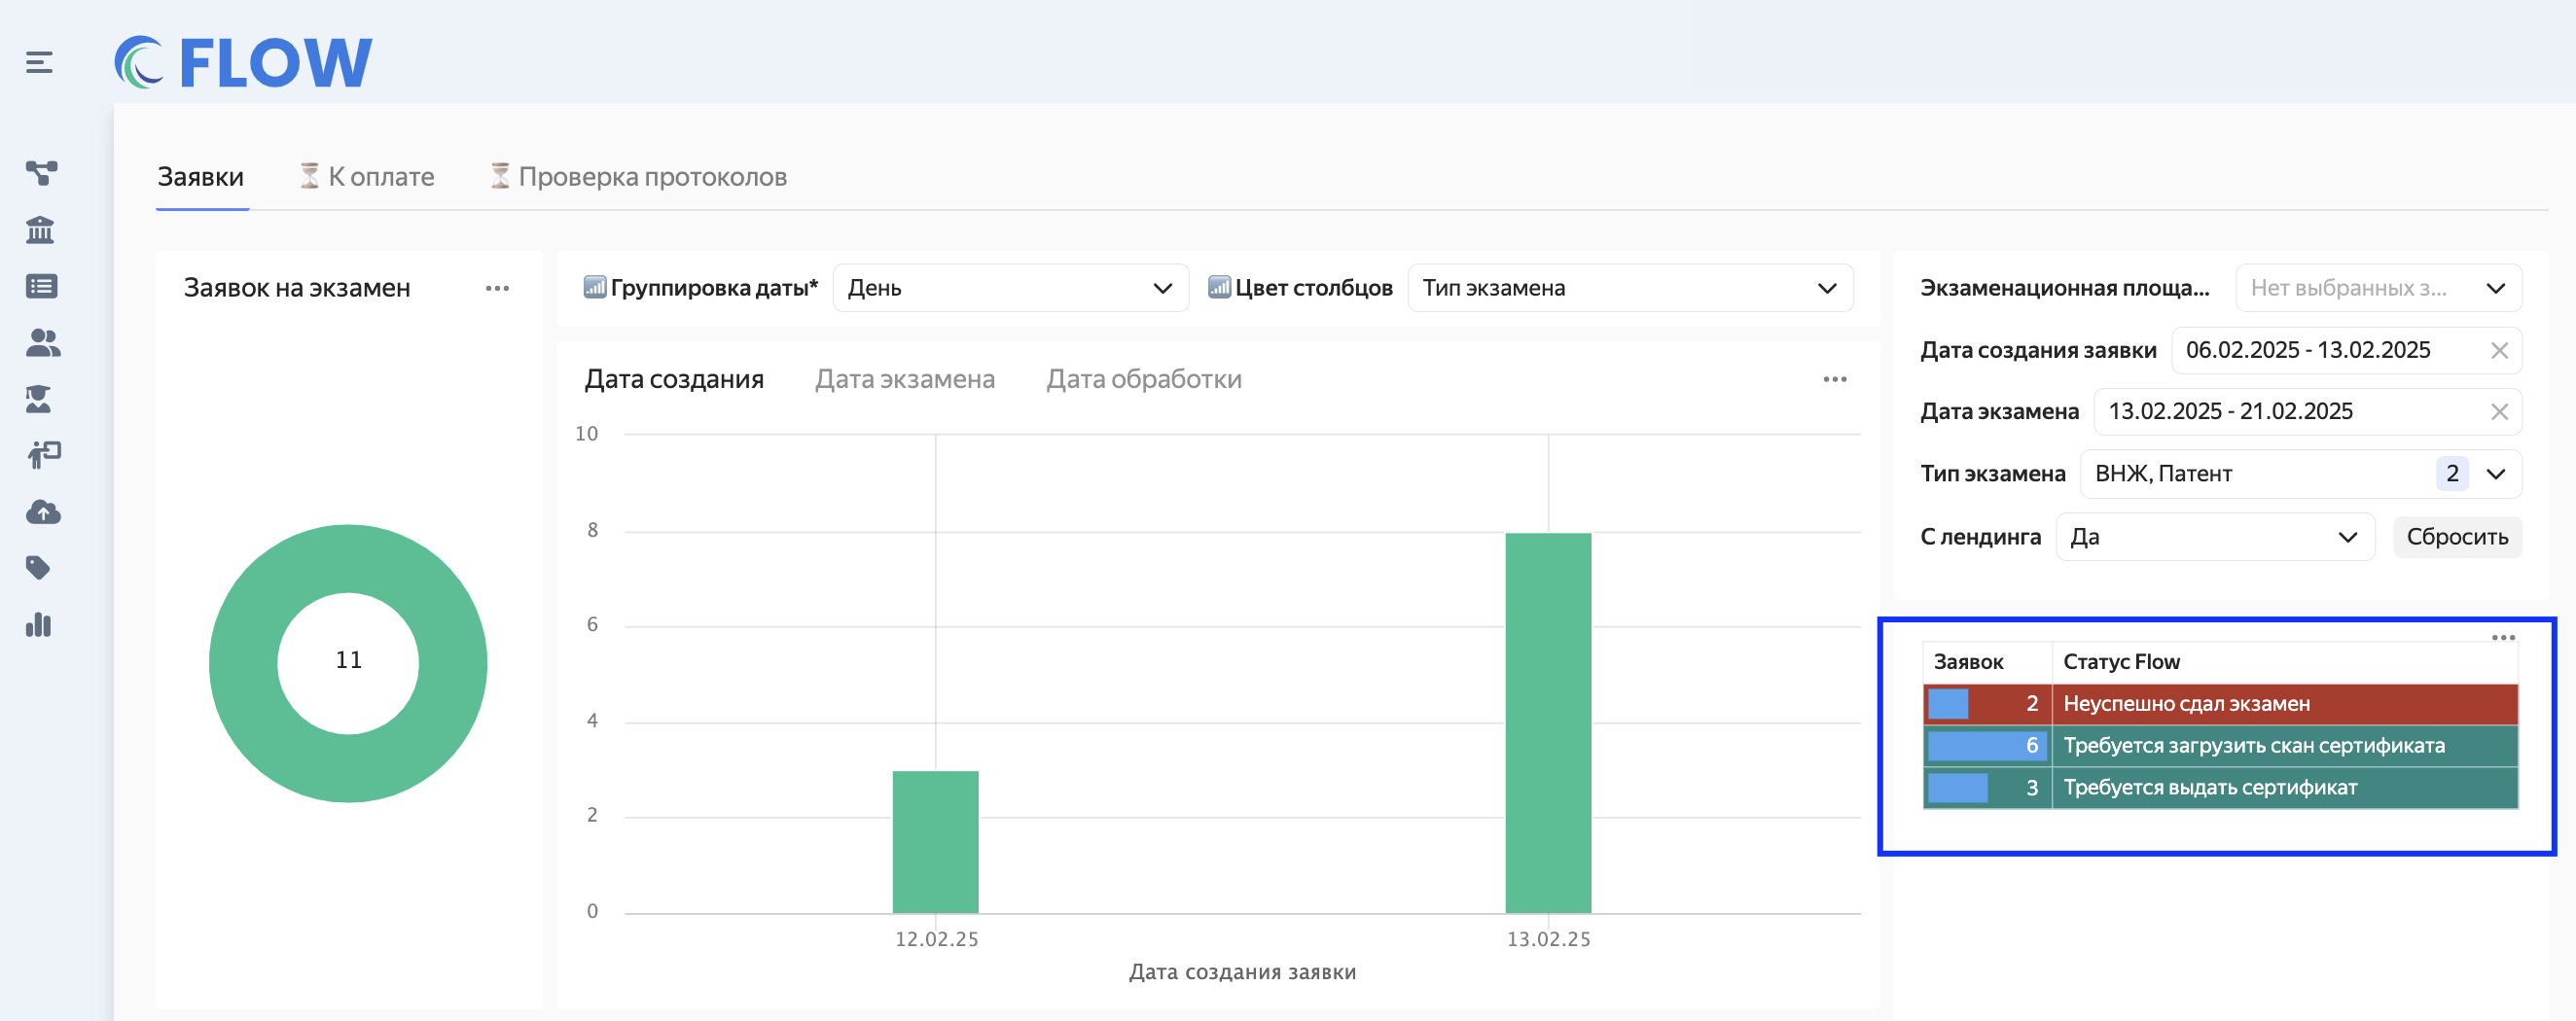 FLOW
Заявки
К оплате
Проверка протоколов
Заявок на экзамен
11
Группировка даты*
День
Цвет столбцов
Тип экзамена
Дата создания
Дата экзамена
Дата обработки
10
8
6
4
2
0
12.02.25
13.02.25
Дата создания заявки
Экзаменационная площа...
Нет выбранных з...
Дата создания заявки
06.02.2025 - 13.02.2025
Дата экзамена
13.02.2025 - 21.02.2025
Тип экзамена
ВНЖ, Патент
2
С лендинга
Да
Сбросить
Заявок Статус Flow
2 Неуспешно сдал экзамен
6 Требуется загрузить скан сертификата
3 Требуется выдать сертификат